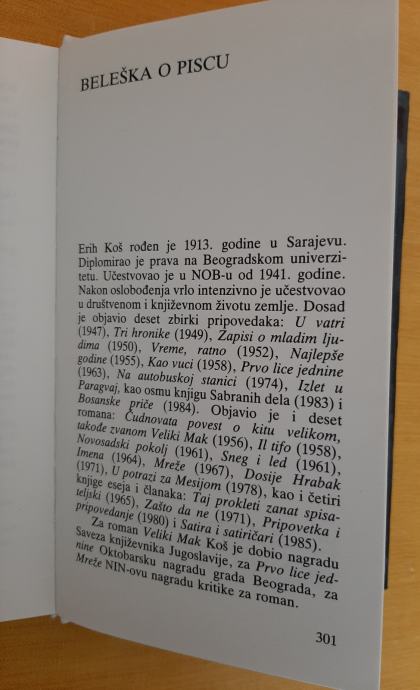 BELEŠKA O PISCU
Erih Koš rođen je 1913. godine u Sarajevu.
Diplomirao je prava na Beogradskom univerzi-
tetu. Učestvovao je u NOB-u od 1941. godine.
Nakon oslobođenja vrlo intenzivno je učestvovao
u društvenom i književnom životu zemlje. Dosad
je objavio deset zbirki pripovedaka: U vatri
(1947), Tri hronike (1949), Zapisi o mladim lju-
dima (1950), Vreme, ratno (1952), Najlepše
godine (1955), Kao vuci (1958), Prvo lice jednine
(1963), Na autobuskoj stanici (1974), Izlet u
Paragvaj, kao osmu knjigu Sabranih dela (1983) i
Bosanske priče (1984). Objavio je i deset
romana: Čudnovata povest o kitu velikom,
takođe zvanom Veliki Mak (1956), Il tifo (1958),
Novosadski pokolj (1961), Sneg i led (1961),
Imena (1964), Mreže (1967), Dosije Hrabak
(1971), U potrazi za Mesijom (1978), kao i četiri
knjige eseja i članaka: Taj prokleti zanat spisa-
teljski (1965), Zašto da ne (1971), Pripovetka i
pripovedanje (1980) i Satira i satiričari (1985).
Za roman Veliki Mak Koš je dobio nagradu
Saveza književnika Jugoslavije, za Prvo lice jed-
nine Oktobarsku nagradu grada Beograda, za
Mreže NIN-ovu nagradu kritike za roman.
301